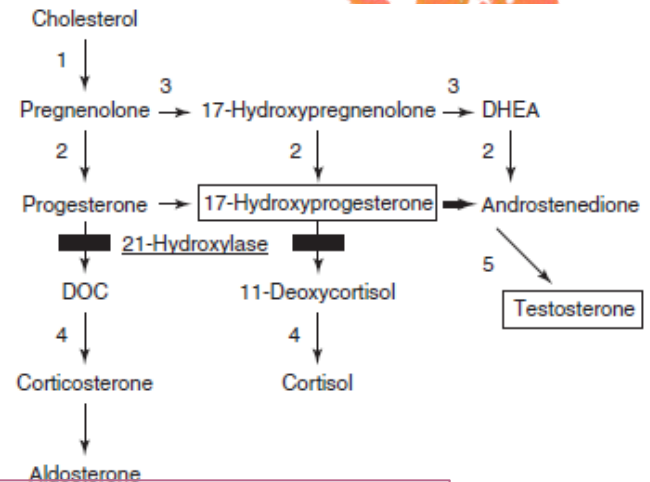 Cholesterol
1
3 3
Pregnenolone 17-Hydroxypregnenolone DHEA
2 2 2
Progesterone 17-Hydroxyprogesterone Androstenedione
21-Hydroxylase
5
DOC 11-Deoxycortisol
Testosterone
4 4
Corticosterone Cortisol
Aldosterone